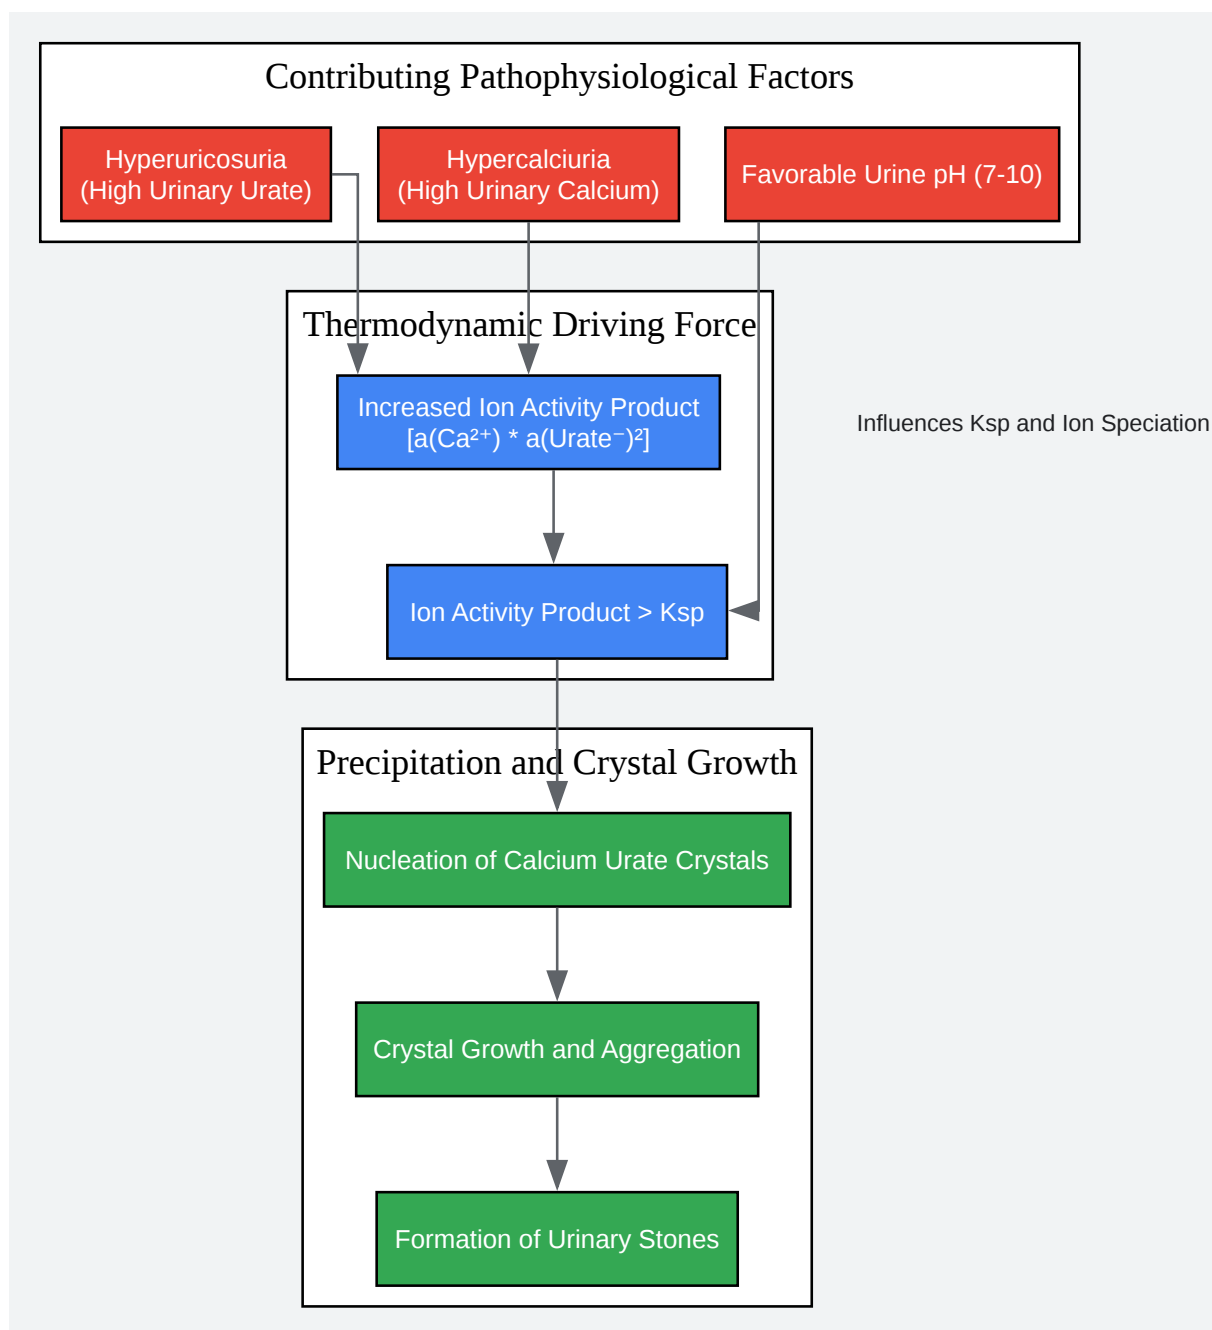 Contributing Pathophysiological Factors
Hyperuricosuria
(High Urinary Urate)
Hypercalciuria
(High Urinary Calcium)
Favorable Urine pH (7-10)
Thermodynamic Driving Force
Increased Ion Activity Product
[a(Ca²⁺) * a(Urate⁻)²]
Influences Ksp and Ion Speciation
Ion Activity Product > Ksp
Precipitation and Crystal Growth
Nucleation of Calcium Urate Crystals
Crystal Growth and Aggregation
Formation of Urinary Stones